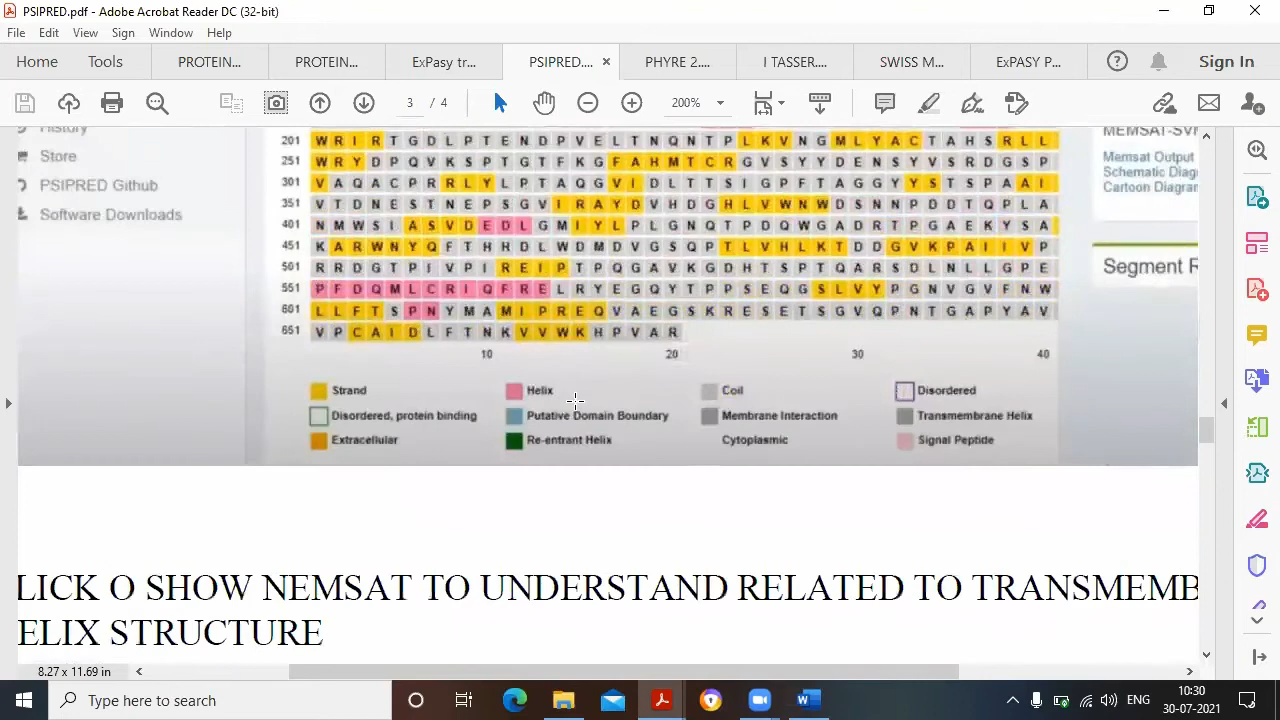 PSIPRED.pdf - Adobe Acrobat Reader DC (32-bit)
File Edit View Sign Window Help
Home Tools PROTEIN... PROTEIN... ExPasy tr... PSIPRED.... PHYRE 2.... I TASSER.... SWISS M... ExPASY P... Sign In
3 / 4 200%
History
Store
PSIPRED Github
Software Downloads
201 W R I R T G D L P T E N D P V E L T N Q N T P L K V N G M L Y A C T A H S R L L
251 W R Y D P Q V K S P T G T F K G F A H M T C R G V S Y Y D E N S Y V S R D G S P
301 V A Q A C P R R L Y L P T A Q G V I D L T T S I G P F T A G G Y Y S T S P A A I
351 V T D N E S T N E P S G V I R A Y D V H D G H L V W N W D S N N P D D T Q P L A
401 N M W S I A S V D E D L G M I Y L P L G N Q T P D Q W G A D R T P G A E K Y S A
451 K A R W N Y Q F T H H D L W D M D V G S Q P T L V H L K T D D G V K P A I I V P
501 R R D G T P I V P I R E I P T P Q G A V K G D H T S P T Q A R S D L N L L G P E
551 P F D Q M L C R I Q F R E L R Y E G Q Y T P P S E Q G S L V Y P G N V G V F N W
601 L L F T S P N Y M A M I P R E Q V A E G S K R E S E T S G V Q P N T G A P Y A V
651 V P C A I D L F T N K V V W K H P V A R
10 20 30 40
Strand Helix Coil Disordered
Disordered, protein binding Putative Domain Boundary Membrane Interaction Transmembrane Helix
Extracellular Re-entrant Helix Cytoplasmic Signal Peptide
MEMSAT-SV
Memsat Output
Schematic Diag
Cartoon Diagra
Segment R
LICK O SHOW NEMSAT TO UNDERSTAND RELATED TO TRANSMEMB
ELIX STRUCTURE
8.27 x 11.69 in
Type here to search
ENG
10:30
30-07-2021